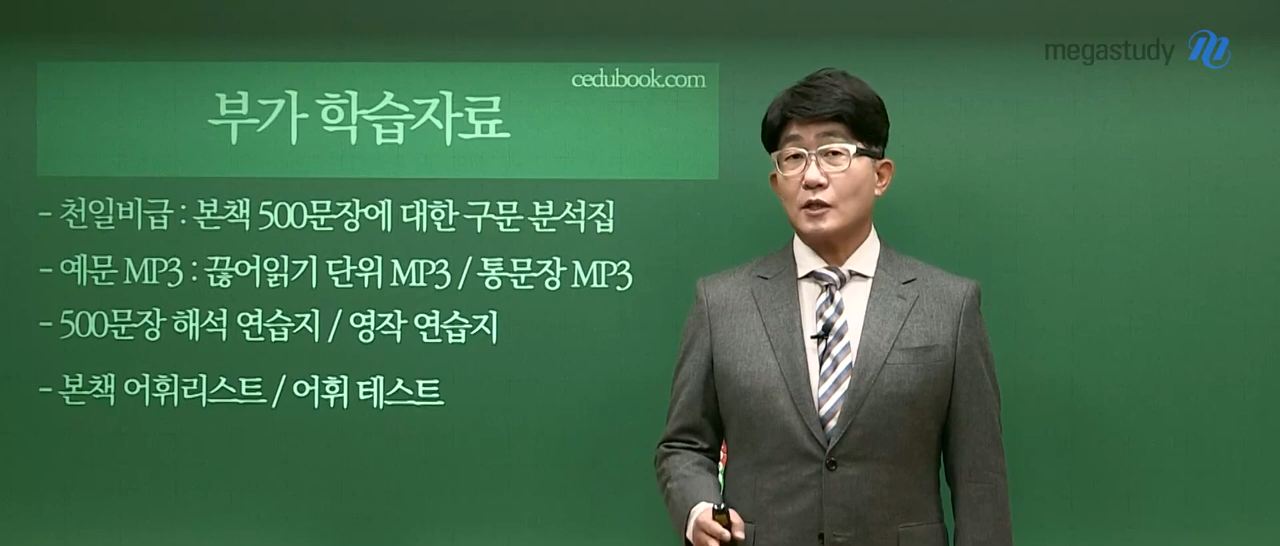 megastudy
cedubook.com
부가 학습자료
- 천일비급 : 본책 500문장에 대한 구문 분석집
- 예문 MP3 : 끊어읽기 단위 MP3 / 통문장 MP3
- 500문장 해석 연습지 / 영작 연습지
- 본책 어휘리스트 / 어휘 테스트